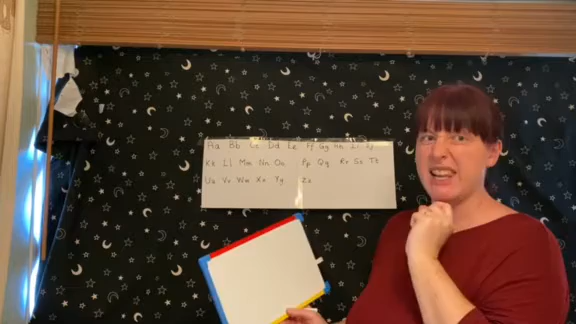 Aa Bb Cc Dd Ee Ff Gg Hh Ii Jj
Kk Ll Mm Nn Oo Pp Qq Rr Ss Tt
Uu Vv Ww Xx Yy Zz